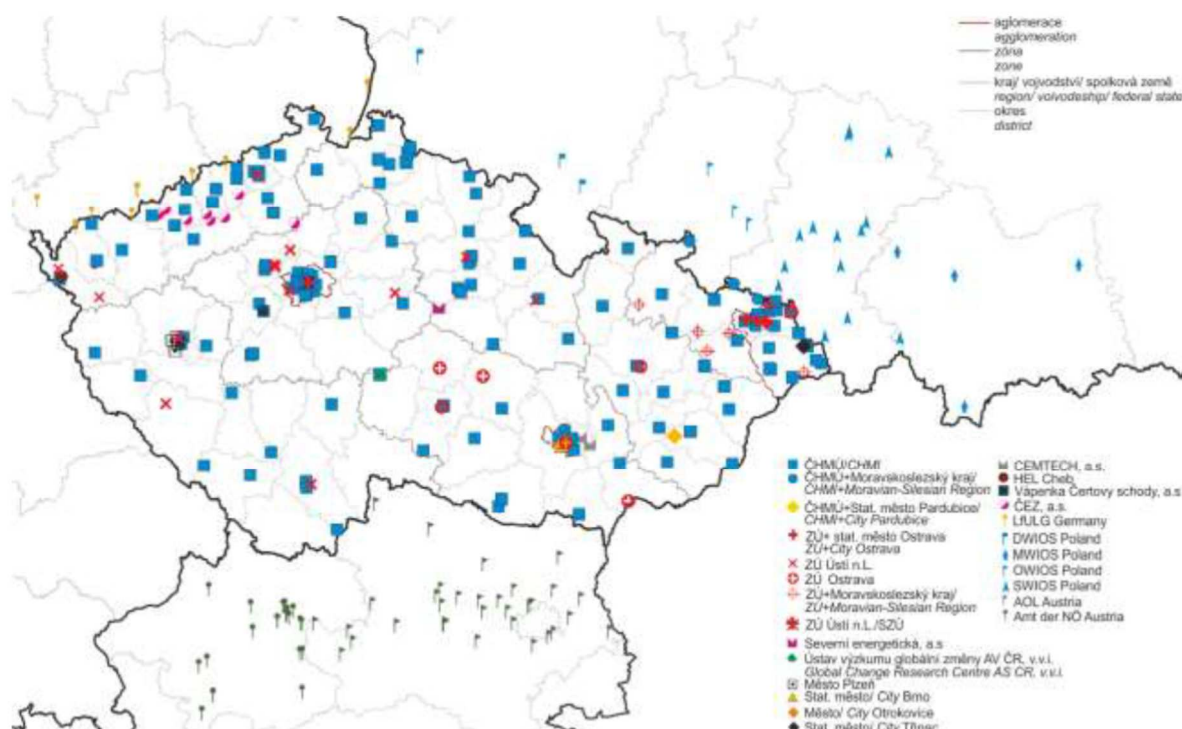 aglomerace
agglomeration
zóna
zone
kraj/ vojvodství/ spolková země
region/ voivodeship/ federal state
okres
district
ČHMÚ/CHMI
ČHMÚ+Moravskoslezský kraj/
CHMI+Moravian-Silesian Region
ČHMÚ+Stat. město Pardubice/
CHMI+City Pardubice
ZÚ+ stat. město Ostrava
ZÚ+City Ostrava
ZÚ Ústí n.L.
ZÚ Ostrava
ZÚ+Moravskoslezský kraj/
ZÚ+Moravian-Silesian Region
ZÚ Ústí n.L./SZÚ
Severní energetická, a.s
Ústav výzkumu globální změny AV ČR, v.v.i.
Global Change Research Centre AS CR, v.v.i.
Město Plzeň
Stat. město/ City Brno
Město/ City Otrokovice
Stat. město/ City Třinec
CEMTECH, a.s.
HEL Cheb
Vápenka Čertovy schody, a.s
ČEZ, a.s.
LfULG Germany
DWIOS Poland
MWIOS Poland
OWIOS Poland
SWIOS Poland
AOL Austria
Amt der NÖ Austria